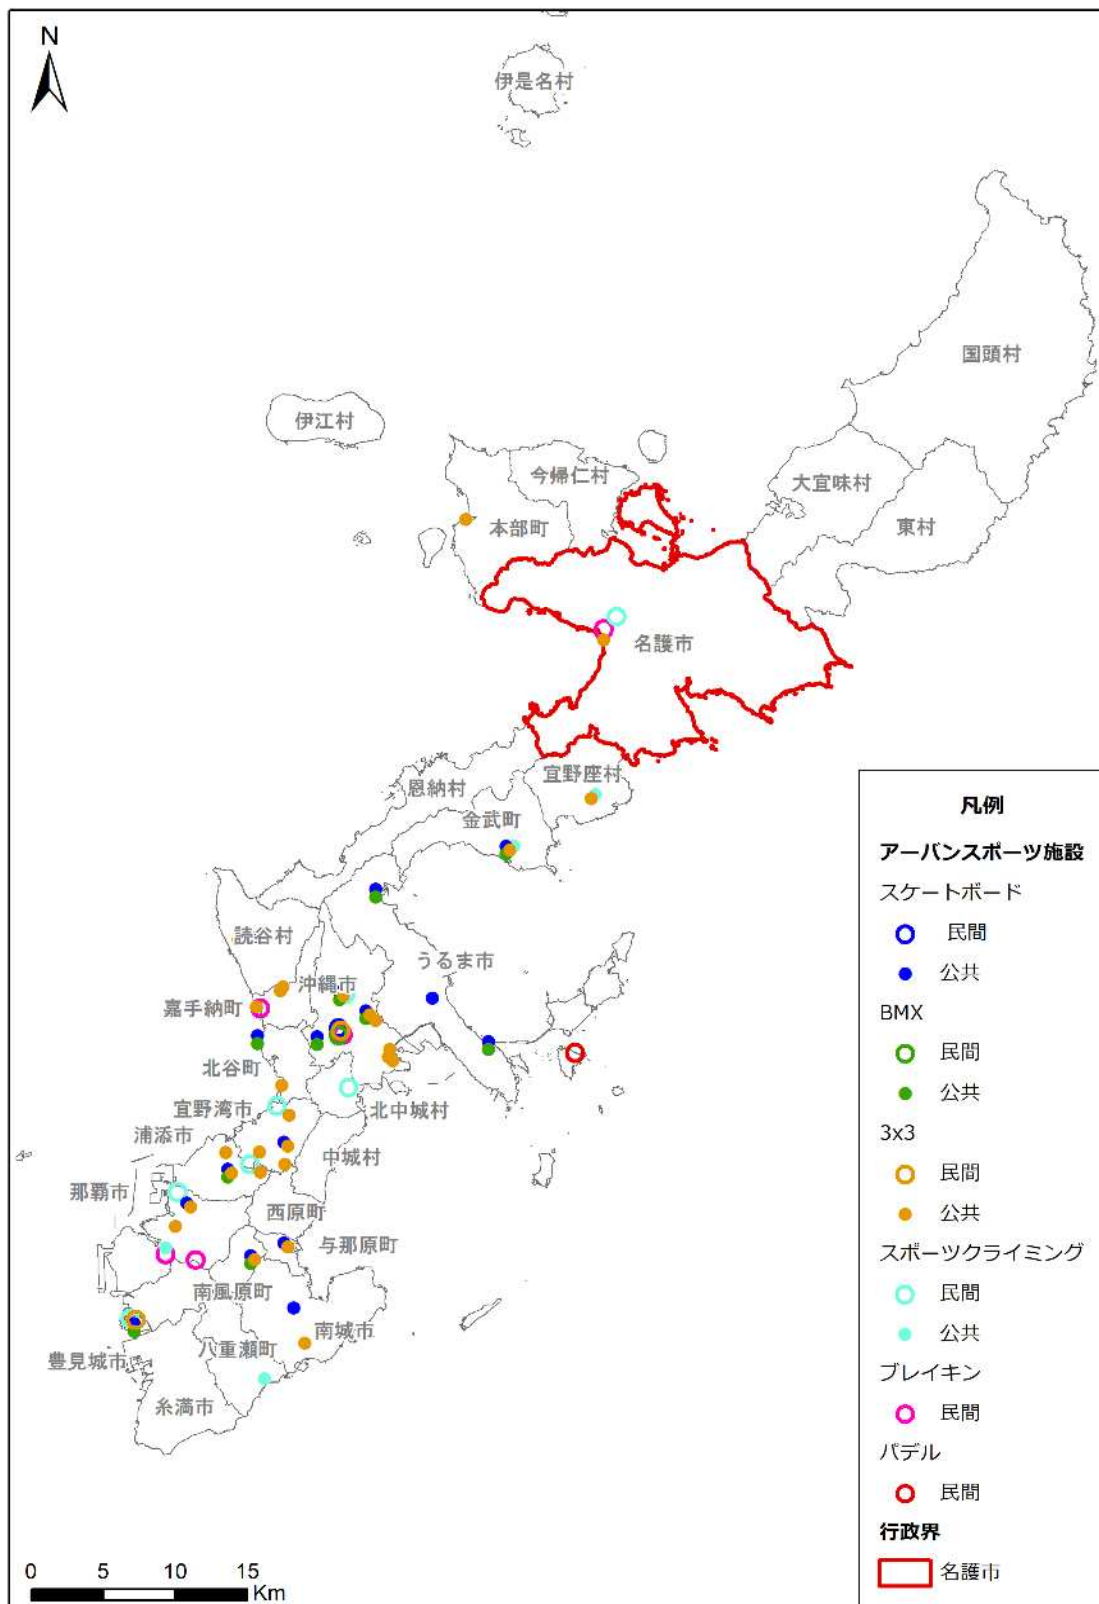 N
伊是名村
国頭村
伊江村
今帰仁村
大宜味村
本部町
東村
名護市
宜野座村
恩納村
金武町
読谷村
うるま市
沖縄市
嘉手納町
北谷町
宜野湾市
北中城村
浦添市
中城村
那覇市
西原町
与那原町
南風原町
南城市
八重瀬町
豊見城市
糸満市
0 5 10 15
Km
凡例
アーバンスポーツ施設
スケートボード
民間
公共
BMX
民間
公共
3x3
民間
公共
スポーツクライミング
民間
公共
ブレイキン
民間
パデル
民間
行政界
名護市